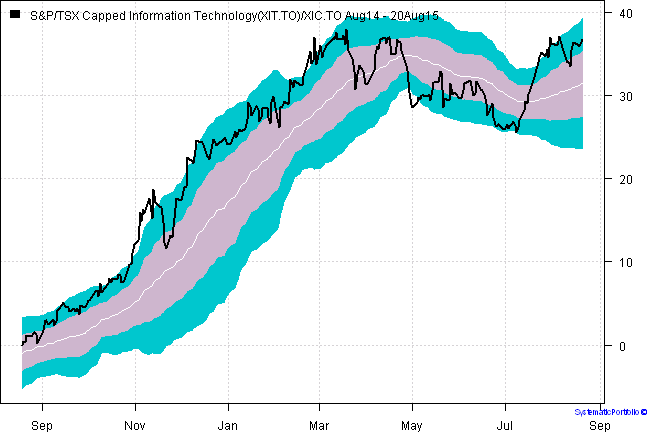 S&P/TSX Capped Information Technology(XIT.TO)/XIC.TO Aug14 - 20Aug15
40
30
20
10
0
Sep Nov Jan Mar May Jul Sep
SystematicPortfolio ©